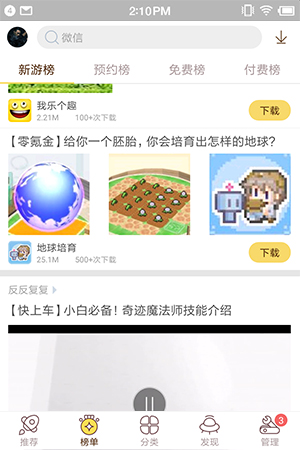 4 2:10PM
微信
新游榜 预约榜 免费榜 付费榜
我乐个趣
2.21M 100+次下载
下载
【零氪金】给你一个胚胎，你会培育出怎样的地球？
地球培育
25.1M 500+次下载
下载
反反复复
【快上车】小白必备！奇迹魔法师技能介绍
3
推荐 榜单 分类 发现 管理